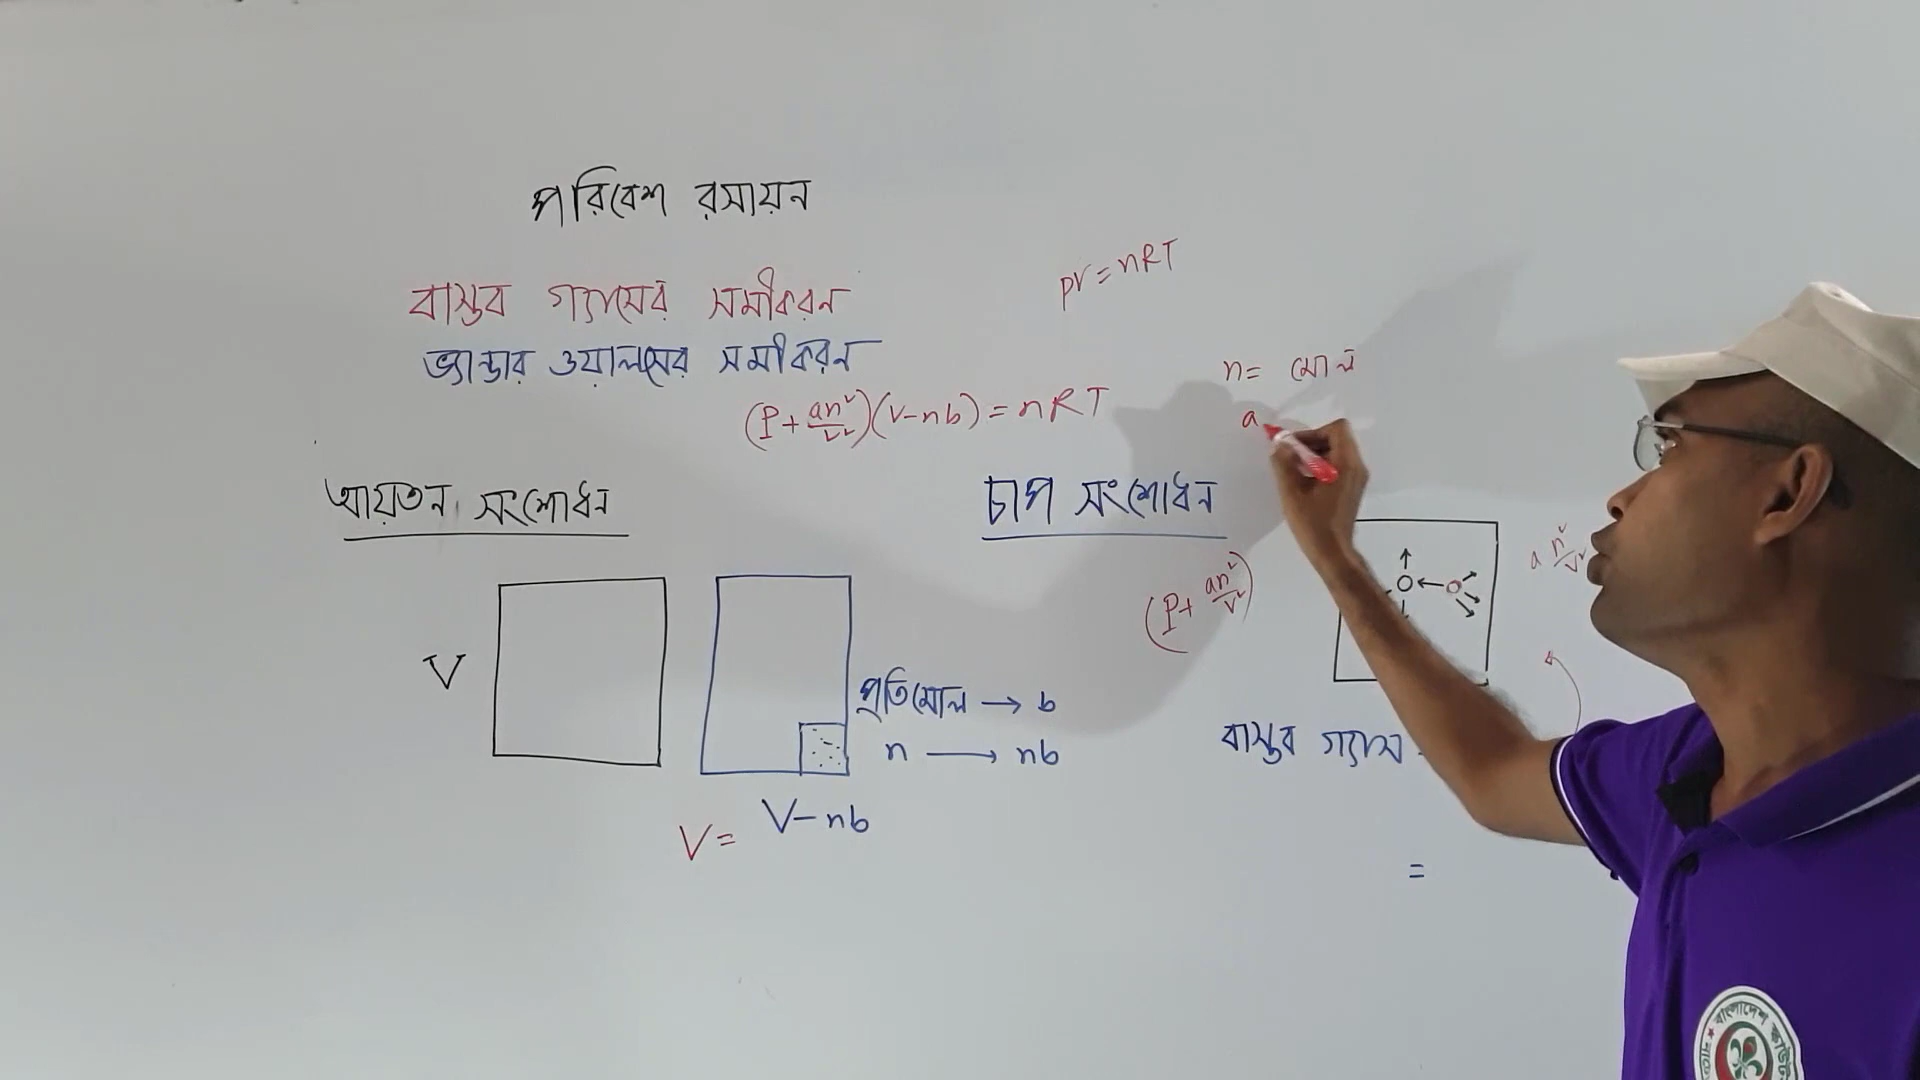 পরিবেশ রসায়ন
বাস্তব গ্যাসের সমীকরন
ভ্যান্ডার ওয়ালসের সমীকরন
PV = nRT
(P + an²/V²)(V-nb) = nRT
n = মোল
a
আয়তন সংশোধন
চাপ সংশোধন
V
প্রতিমোল → b
n → nb
V = V-nb
(P + an²/V²)
a n²/V²
বাস্তব গ্যাস
=
বাংলাদেশ স্কাউট